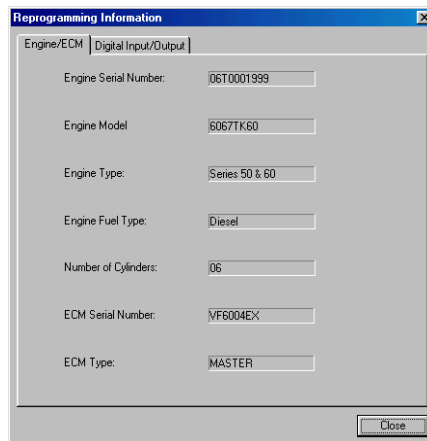 Reprogramming Information
Engine/ECM Digital Input/Output
Engine Serial Number: 06T0001999
Engine Model 6067TK60
Engine Type: Series 50 & 60
Engine Fuel Type: Diesel
Number of Cylinders: 06
ECM Serial Number: VF6004EX
ECM Type: MASTER
Close